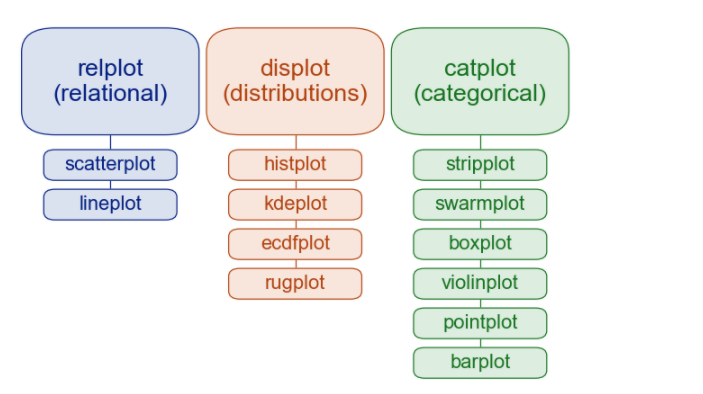 relplot
(relational)
scatterplot
lineplot
displot
(distributions)
histplot
kdeplot
ecdfplot
rugplot
catplot
(categorical)
stripplot
swarmplot
boxplot
violinplot
pointplot
barplot